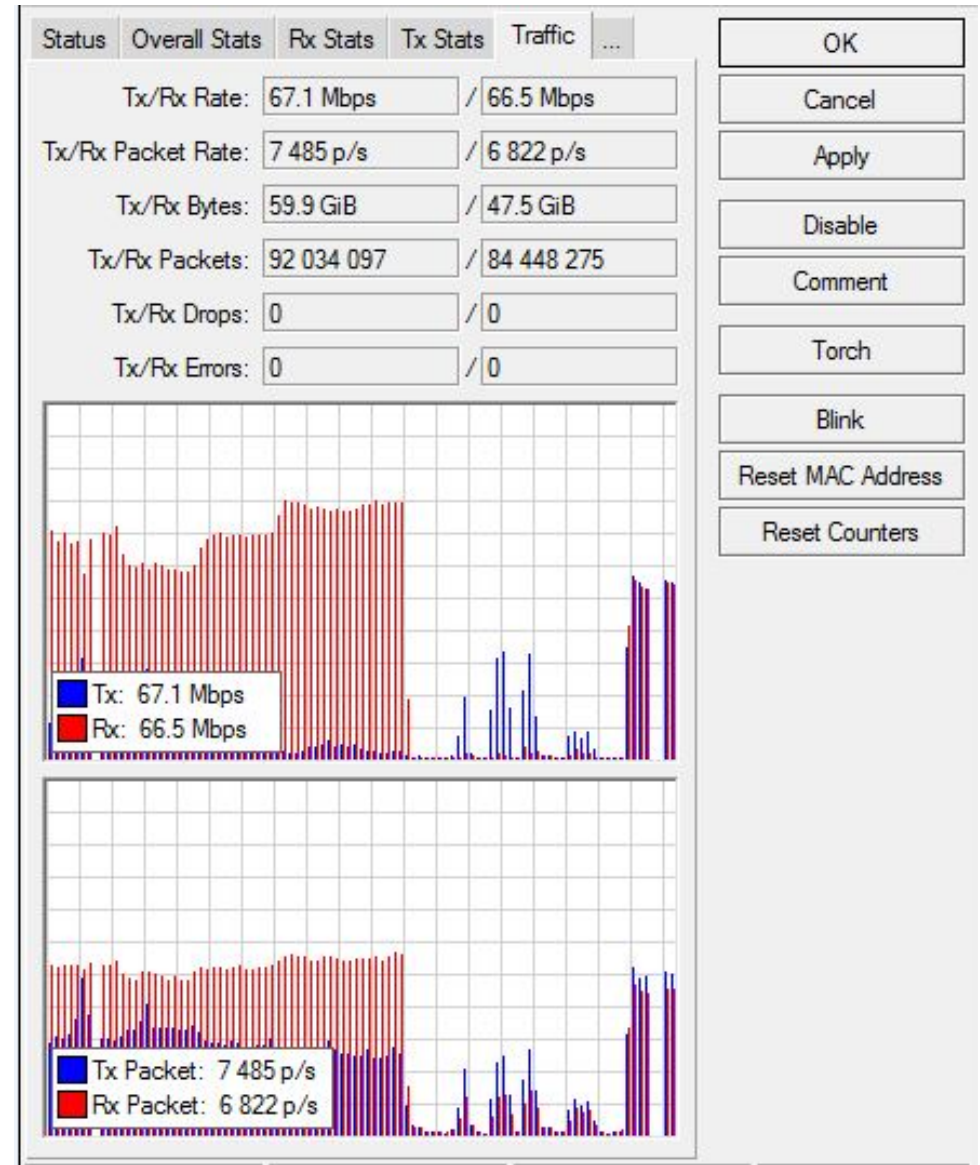 Status Overall Stats Rx Stats Tx Stats Traffic ...
Tx/Rx Rate: 67.1 Mbps / 66.5 Mbps
Tx/Rx Packet Rate: 7 485 p/s / 6 822 p/s
Tx/Rx Bytes: 59.9 GiB / 47.5 GiB
Tx/Rx Packets: 92 034 097 / 84 448 275
Tx/Rx Drops: 0 / 0
Tx/Rx Errors: 0 / 0
Tx: 67.1 Mbps
Rx: 66.5 Mbps
Tx Packet: 7 485 p/s
Rx Packet: 6 822 p/s
OK
Cancel
Apply
Disable
Comment
Torch
Blink
Reset MAC Address
Reset Counters